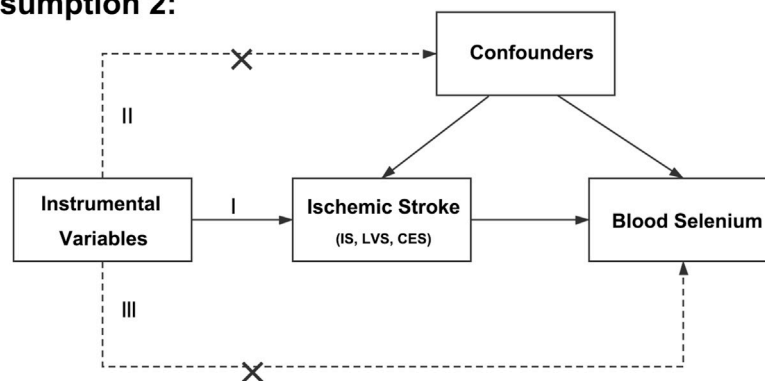 sumption 2:
Confounders
II
Instrumental
Variables
I
Ischemic Stroke
(IS, LVS, CES)
Blood Selenium
III